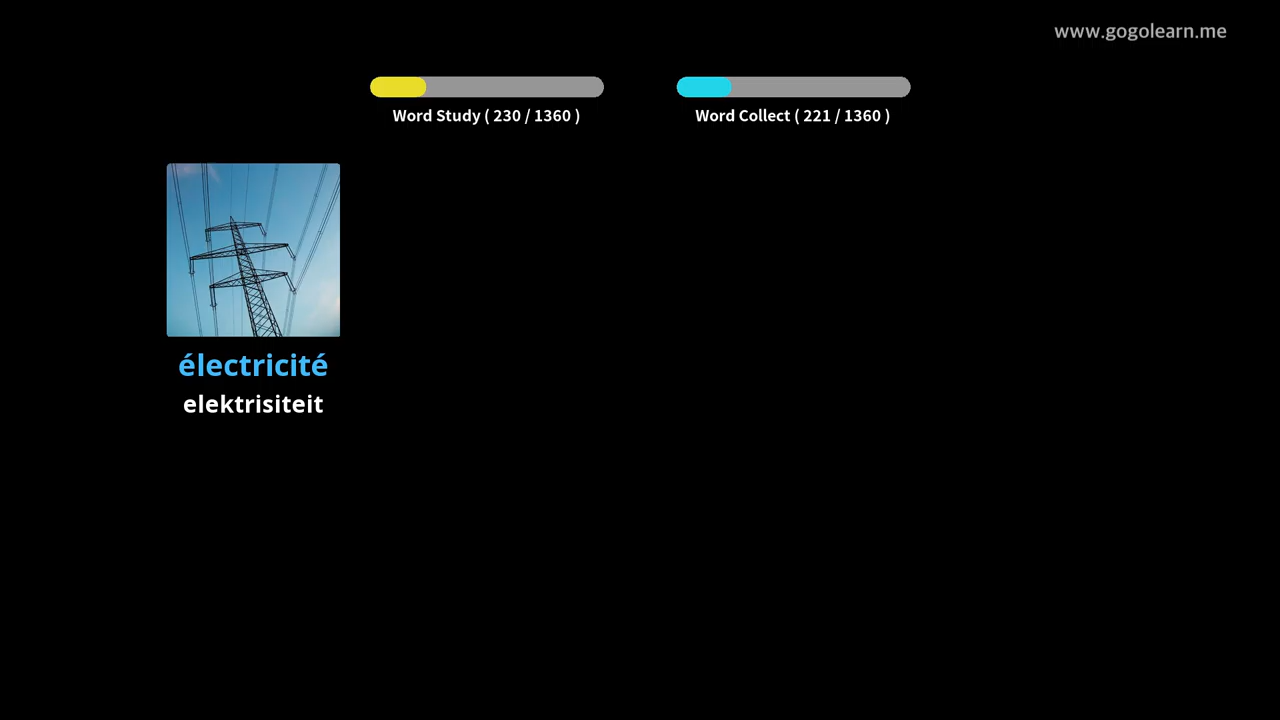 www.gogolearn.me
Word Study ( 230 / 1360 )
Word Collect ( 221 / 1360 )
électricité
elektrisiteit